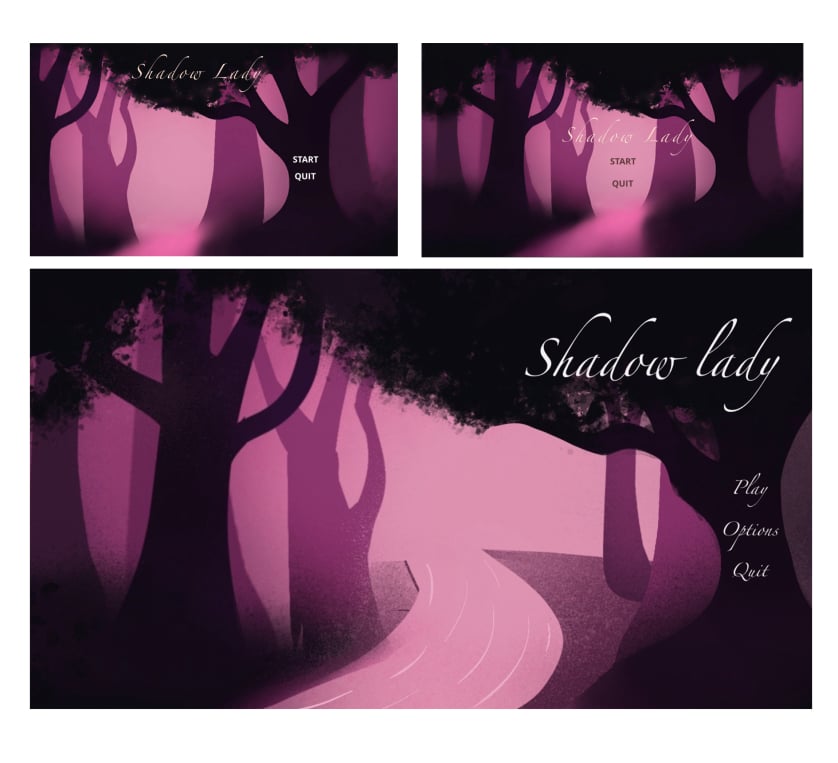 Shadow Lady
START
QUIT
Shadow Lady
START
QUIT
Shadow lady
Play
Options
Quit